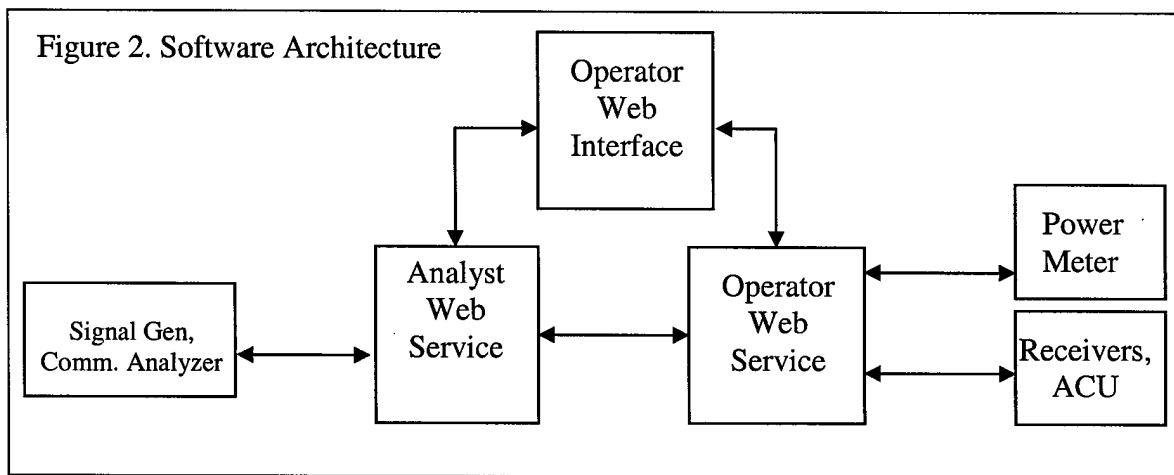 Figure 2. Software Architecture
Operator
Web
Interface
Analyst
Web
Service
Operator
Web
Service
Power
Meter
Signal Gen,
Comm. Analyzer
Receivers,
ACU